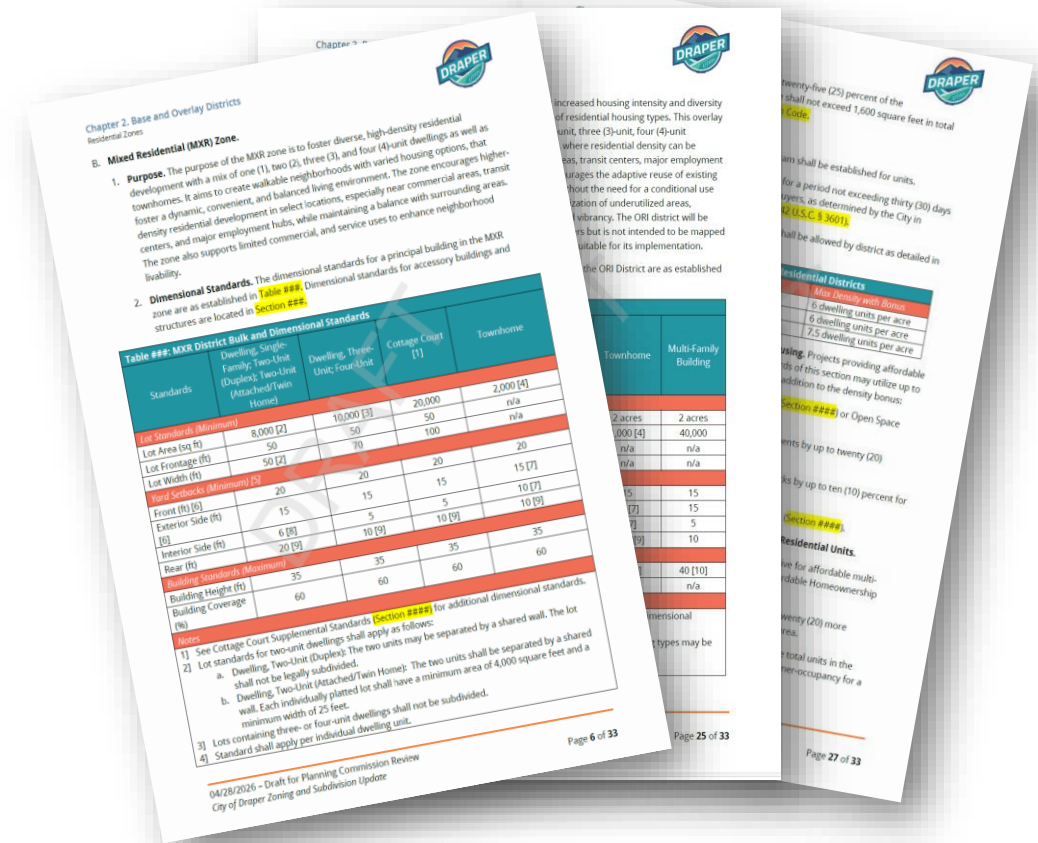 DRAPER
Chapter 2. Base and Overlay Districts
Residential Zones
B. Mixed Residential (MXR) Zone.
1. Purpose. The purpose of the MXR zone is to foster diverse, high-density residential
development with a mix of one (1), two (2), three (3), and four (4)-unit dwellings as well as
townhomes. It aims to create walkable neighborhoods with varied housing options, that
foster a dynamic, convenient, and balanced living environment. The zone encourages higher-
density residential development in select locations, especially near commercial areas, transit
centers, and major employment hubs, while maintaining a balance with surrounding areas.
The zone also supports limited commercial, and service uses to enhance neighborhood
livability.
2. Dimensional Standards. The dimensional standards for a principal building in the MXR
zone are as established in Table ###. Dimensional standards for accessory buildings and
structures are located in Section ###.
DRAFT
Table ###: MXR District Bulk and Dimensional Standards
Standards
Dwelling, Single-
Family; Two-Unit
(Duplex); Two-Unit
(Attached/Twin
Home)
Dwelling, Three-
Unit; Four-Unit
Cottage Court
[1]
Townhome
Lot Standards (Minimum)
Lot Area (sq ft) 8,000 [2] 10,000 [3] 20,000 2,000 [4]
Lot Frontage (ft) 50 50 50 n/a
Lot Width (ft) 50 [2] 70 100 n/a
Yard Setbacks (Minimum) [5]
Front (ft) [6] 20 20 20 20
Exterior Side (ft)
[6] 15 15 15 15 [7]
Interior Side (ft) 6 [8] 5 5 10 [7]
Rear (ft) 20 [9] 10 [9] 10 [9] 10 [9]
Building Standards (Maximum)
Building Height (ft) 35 35 35 35
Building Coverage
(%) 60 60 60 60
Notes
1] See Cottage Court Supplemental Standards (Section ####) for additional dimensional standards.
2] Lot standards for two-unit dwellings shall apply as follows:
a. Dwelling, Two-Unit (Duplex): The two units may be separated by a shared wall. The lot
shall not be legally subdivided.
b. Dwelling, Two-Unit (Attached/Twin Home): The two units shall be separated by a shared
wall. Each individually platted lot shall have a minimum area of 4,000 square feet and a
minimum width of 25 feet.
3] Lots containing three- or four-unit dwellings shall not be subdivided.
4] Standard shall apply per individual dwelling unit.
04/28/2026 – Draft for Planning Commission Review
City of Draper Zoning and Subdivision Update
Page 6 of 33
Chapter 2.
DRAPER
increased housing intensity and diversity
of residential housing types. This overlay
unit, three (3)-unit, four (4)-unit
where residential density can be
eas, transit centers, major employment
urages the adaptive reuse of existing
hout the need for a conditional use
zation of underutilized areas,
vibrancy. The ORI district will be
rs but is not intended to be mapped
uitable for its implementation.
the ORI District are as established
Townhome
Multi-Family
Building
2 acres 2 acres
,000 [4] 40,000
n/a n/a
n/a n/a
15 15
[7] 15
5
10
40 [10]
n/a
mensional
types may be
Page 25 of 33
DRAPER
twenty-five (25) percent of the
shall not exceed 1,600 square feet in total
Code.
am shall be established for units.
for a period not exceeding thirty (30) days
uyers, as determined by the City in
42 U.S.C. § 3601).
hall be allowed by district as detailed in
esidential Districts
Max Density with Bonus
6 dwelling units per acre
6 dwelling units per acre
7.5 dwelling units per acre
using. Projects providing affordable
ds of this section may utilize up to
addition to the density bonus:
Section ####) or Open Space
ents by up to twenty (20)
ks by up to ten (10) percent for
(Section ####).
Residential Units.
ve for affordable multi-
rdable Homeownership
wenty (20) more
rea.
total units in the
ner-occupancy for a
Page 27 of 33